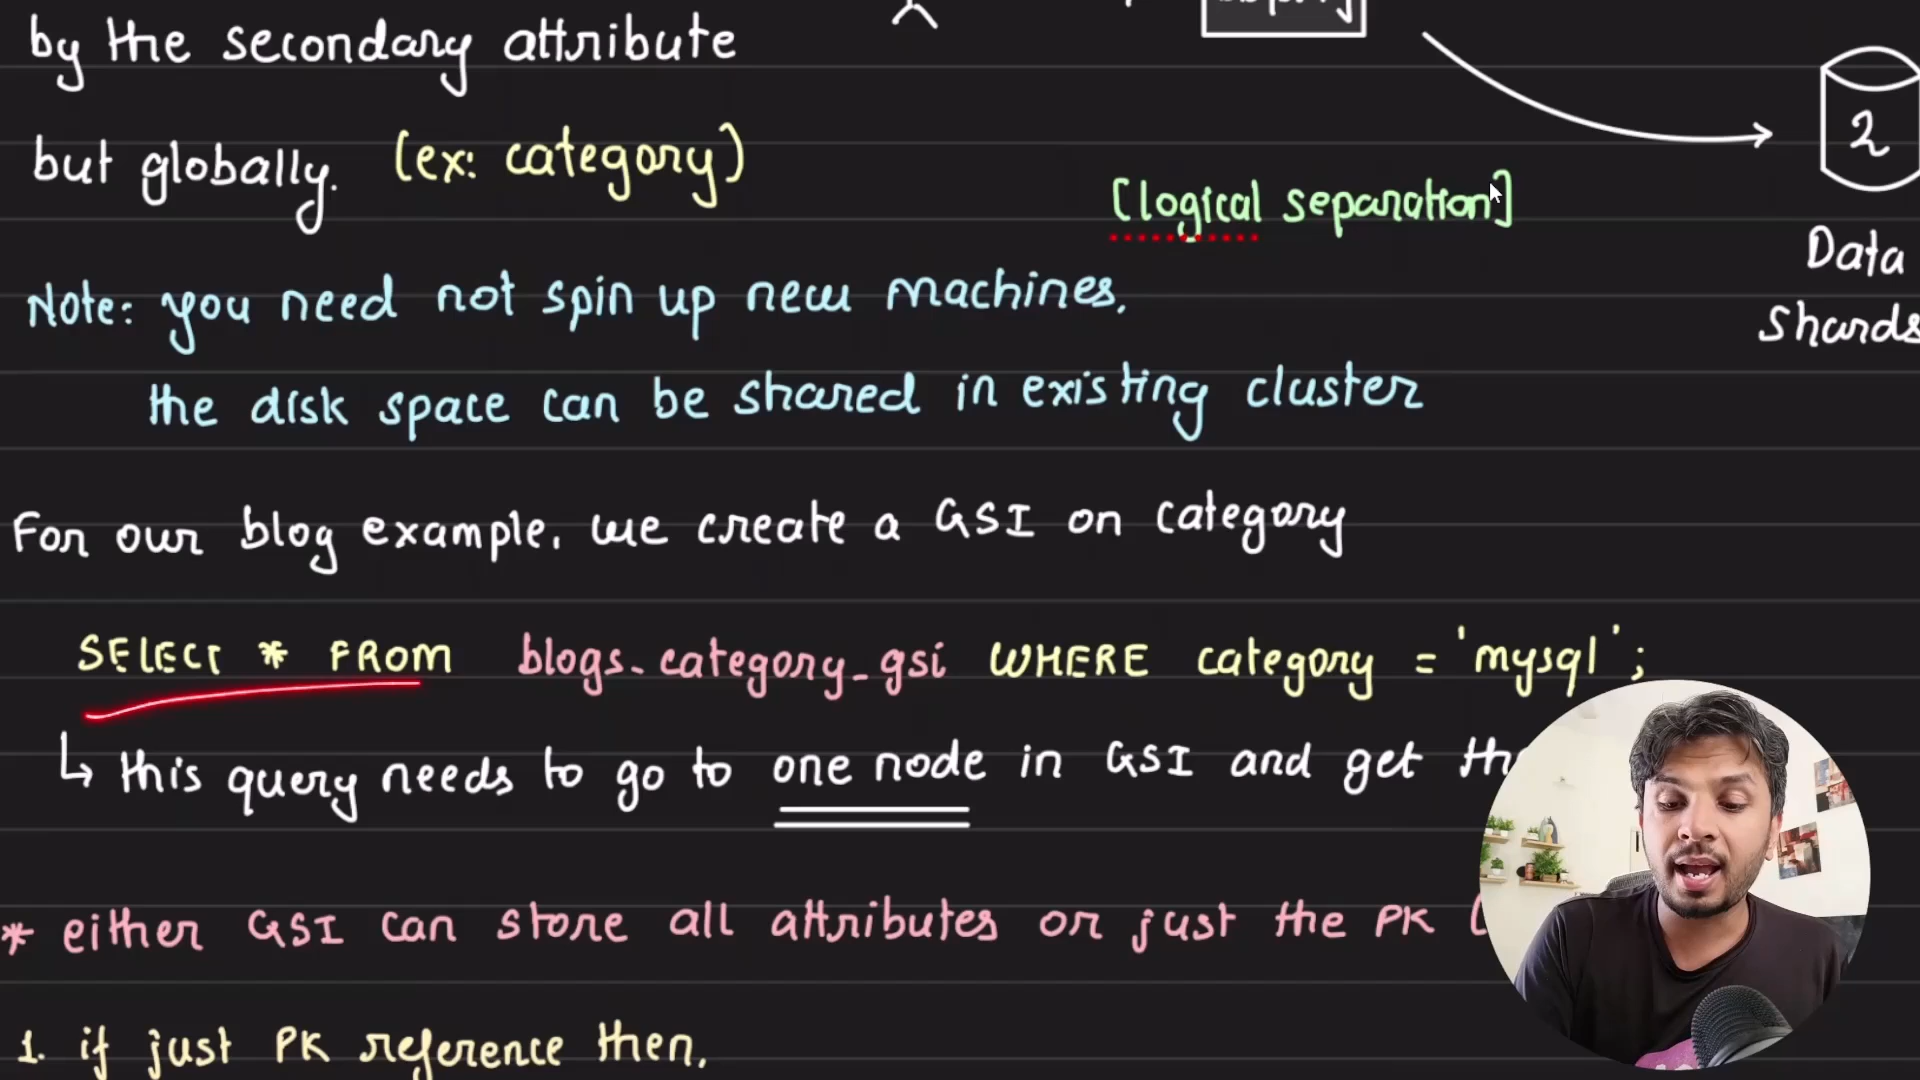 by the secondary attribute
but globally. (ex: category)
[logical separation]
2
Data
Shards
Note: you need not spin up new machines.
the disk space can be shared in existing cluster
For our blog example, we create a GSI on category
SELECT * FROM blogs_category_gsi WHERE category = 'mysql';
↳ this query needs to go to one node in GSI and get
* either GSI can store all attributes or just the PK
1. if just PK reference then,